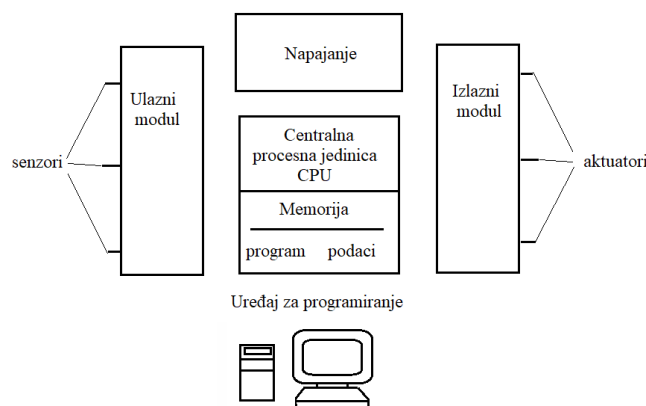 Napajanje
Ulazni
modul
Izlazni
modul
Centralna
procesna jedinica
CPU
senzori
aktuatori
Memorija
program podaci
Uređaj za programiranje